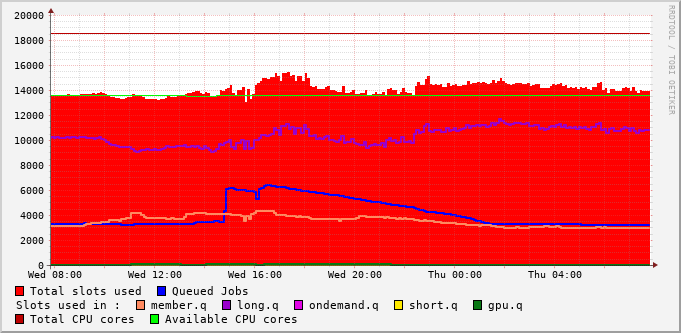 20000
18000
16000
14000
12000
10000
8000
6000
4000
2000
0
Wed 08:00 Wed 12:00 Wed 16:00 Wed 20:00 Thu 00:00 Thu 04:00
Total slots used Queued Jobs
Slots used in : member.q long.q ondemand.q short.q gpu.q
Total CPU cores Available CPU cores
RRDTOOL / TOBI OETIKER